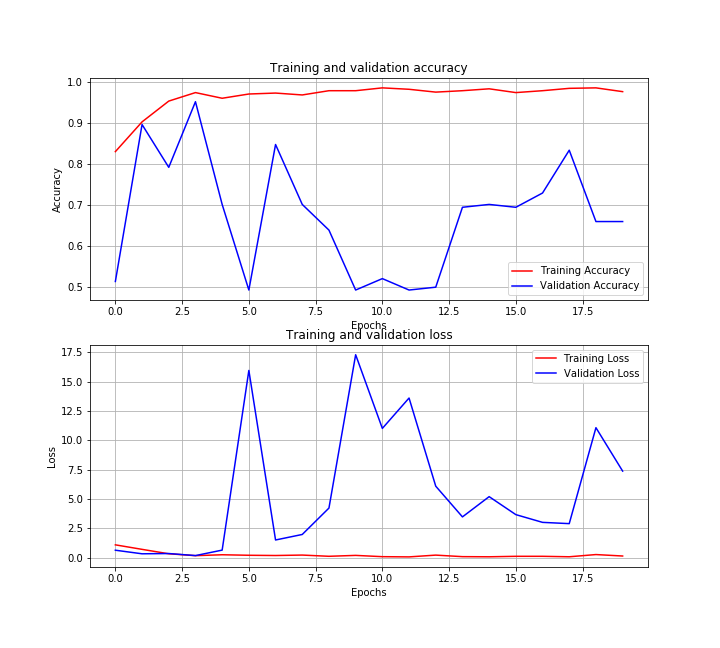 Training and validation accuracy
1.0
0.9
0.8
0.7
0.6
0.5
Accuracy
Training Accuracy
Validation Accuracy
0.0 2.5 5.0 7.5 10.0 12.5 15.0 17.5
Epochs
Training and validation loss
17.5
15.0
12.5
10.0
7.5
5.0
2.5
0.0
Loss
Training Loss
Validation Loss
0.0 2.5 5.0 7.5 10.0 12.5 15.0 17.5
Epochs